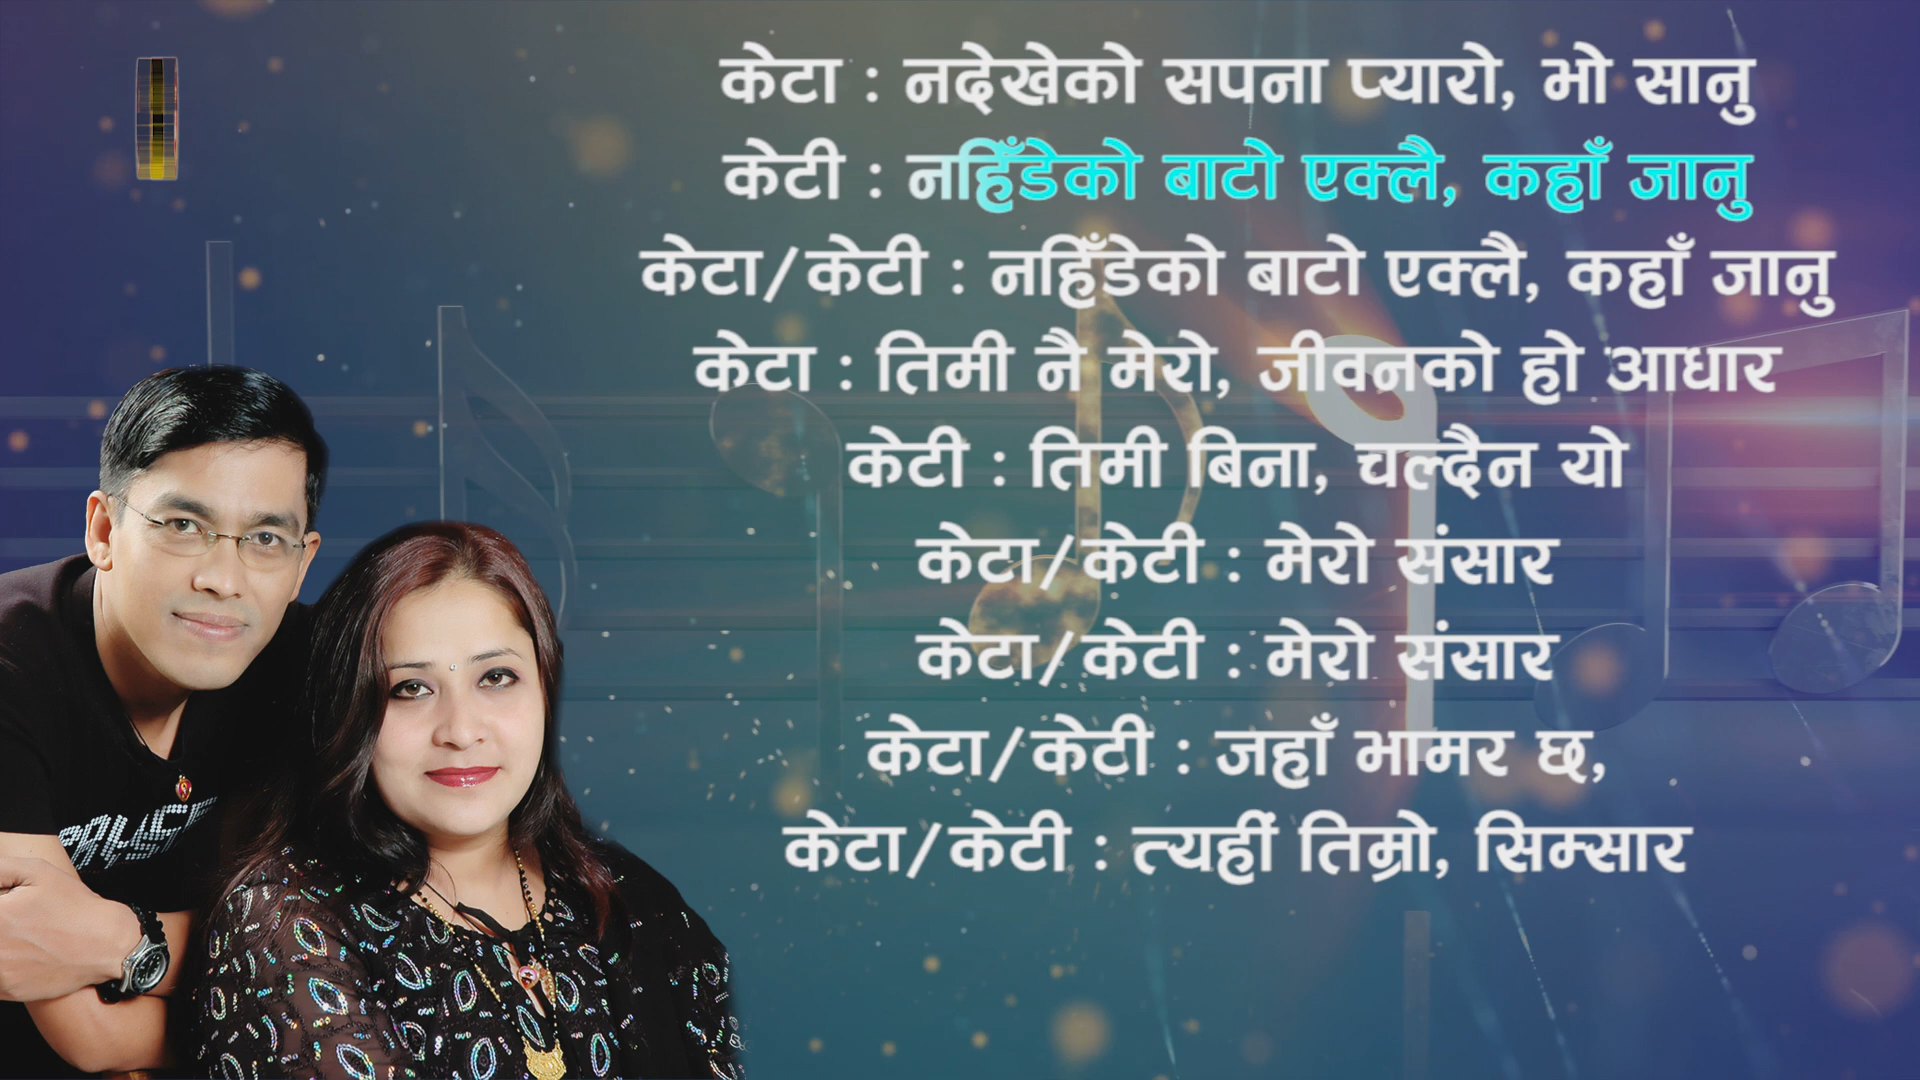 केटा : नदेखेको सपना प्यारो, भो सानु
केटी : नहिँडेको बाटो एक्लै, कहाँ जानु
केटा/केटी : नहिँडेको बाटो एक्लै, कहाँ जानु
केटा : तिमी नै मेरो, जीवनको हो आधार
केटी : तिमी बिना, चल्दैन यो
केटा/केटी : मेरो संसार
केटा/केटी : मेरो संसार
केटा/केटी : जहाँ भामर छ,
केटा/केटी : त्यहीं तिम्रो, सिम्सार